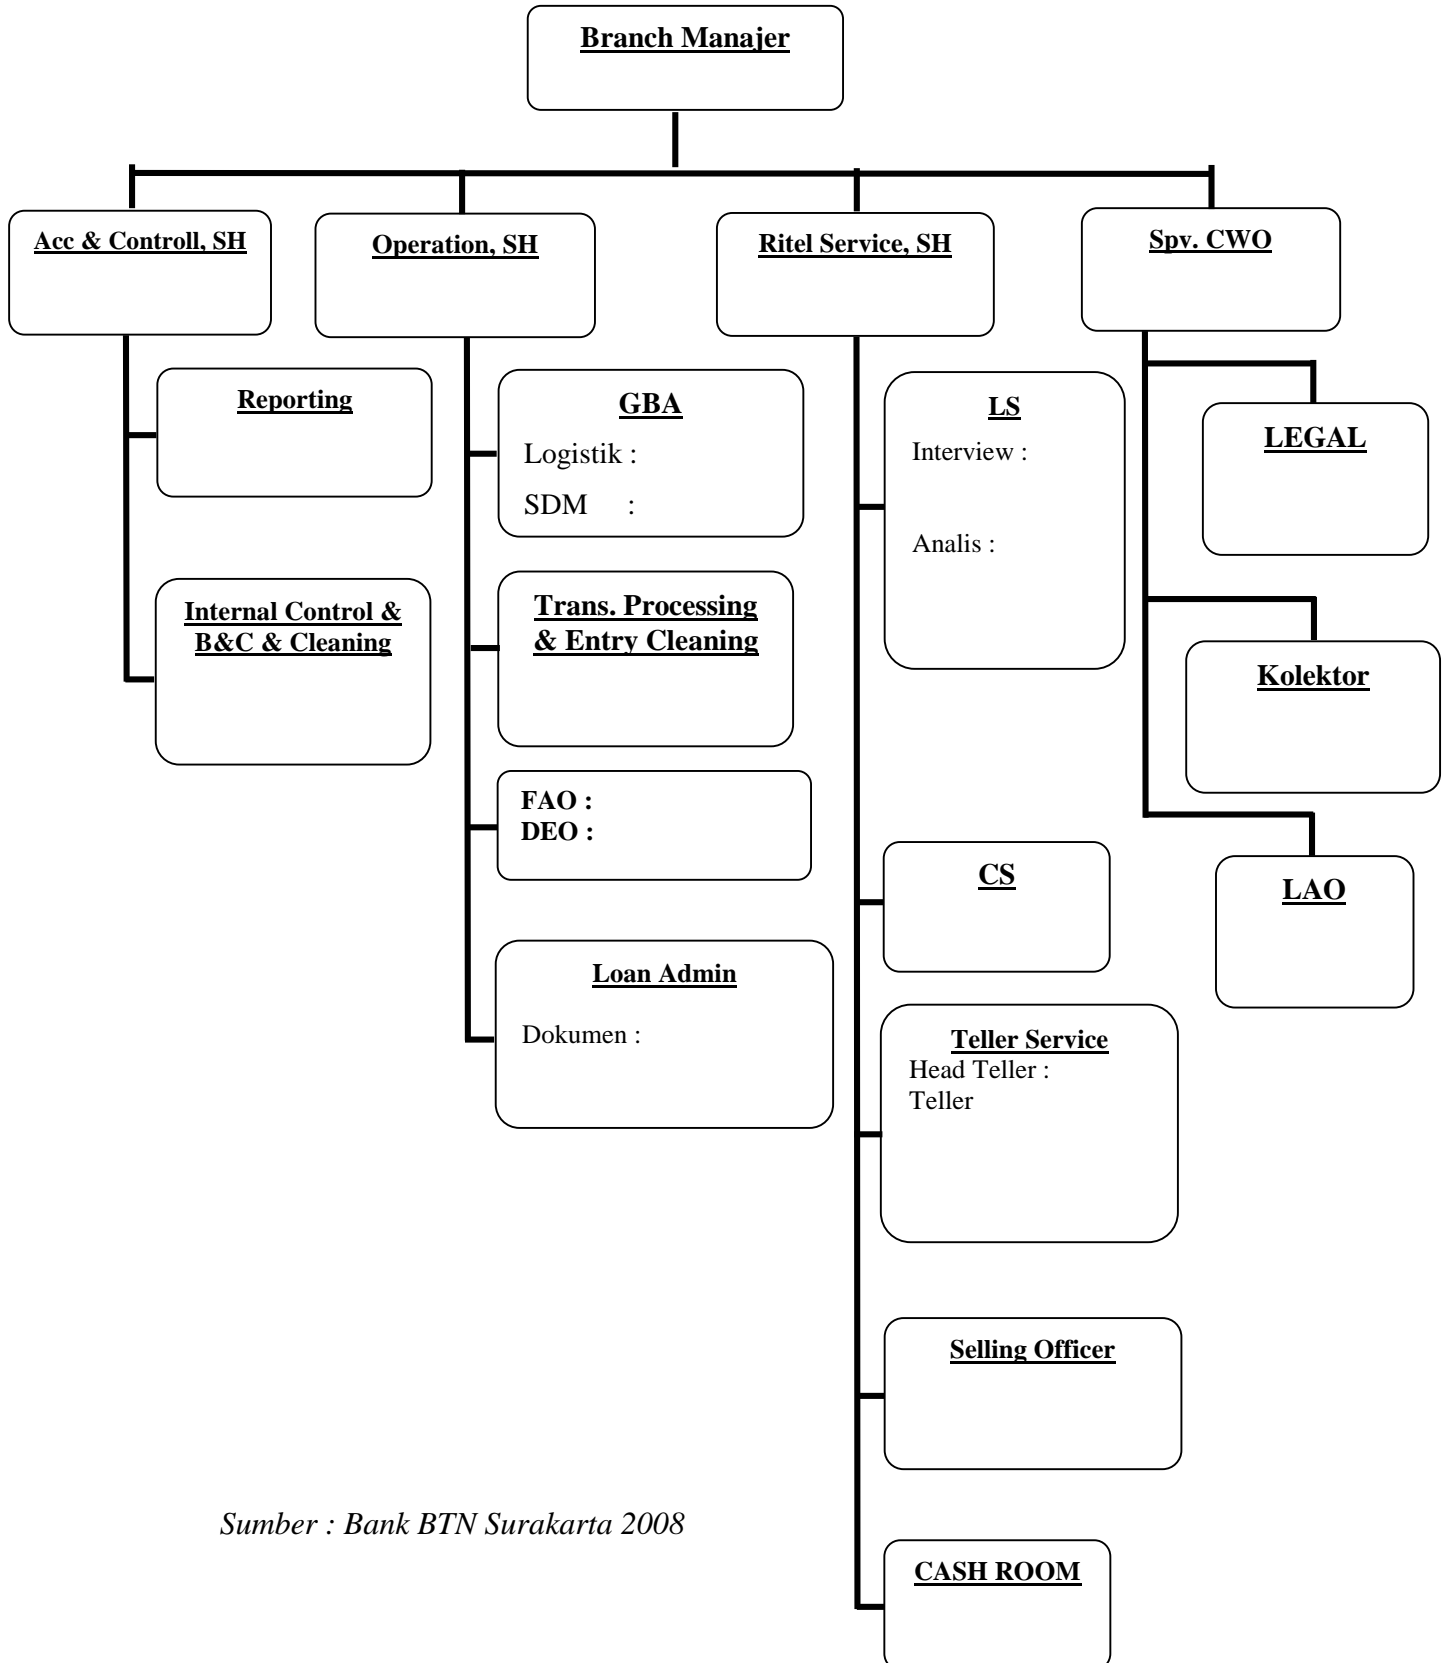 Branch Manajer
Acc & Controll, SH
Operation, SH
Ritel Service, SH
Spv. CWO
Reporting
Internal Control &
B&C & Cleaning
GBA
Logistik :
SDM :
Trans. Processing
& Entry Cleaning
FAO :
DEO :
Loan Admin
Dokumen :
LS
Interview :
Analis :
CS
Teller Service
Head Teller :
Teller
Selling Officer
CASH ROOM
LEGAL
Kolektor
LAO
Sumber : Bank BTN Surakarta 2008